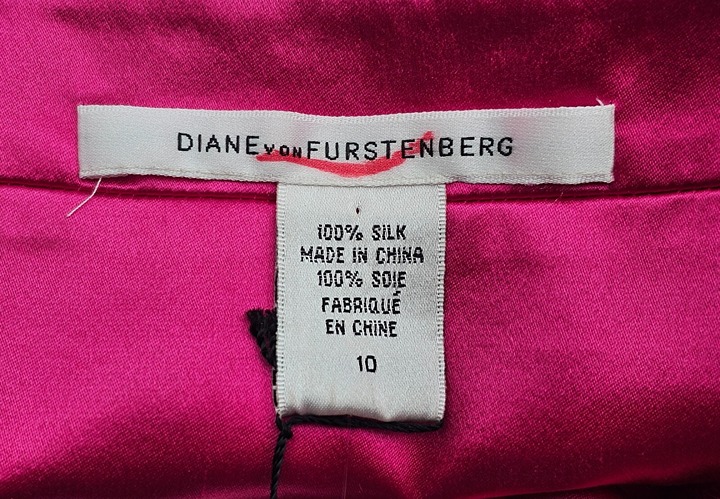 DIANE VON FURSTENBERG
100% SILK
MADE IN CHINA
100% SOIE
FABRIQUÉ
EN CHINE
10